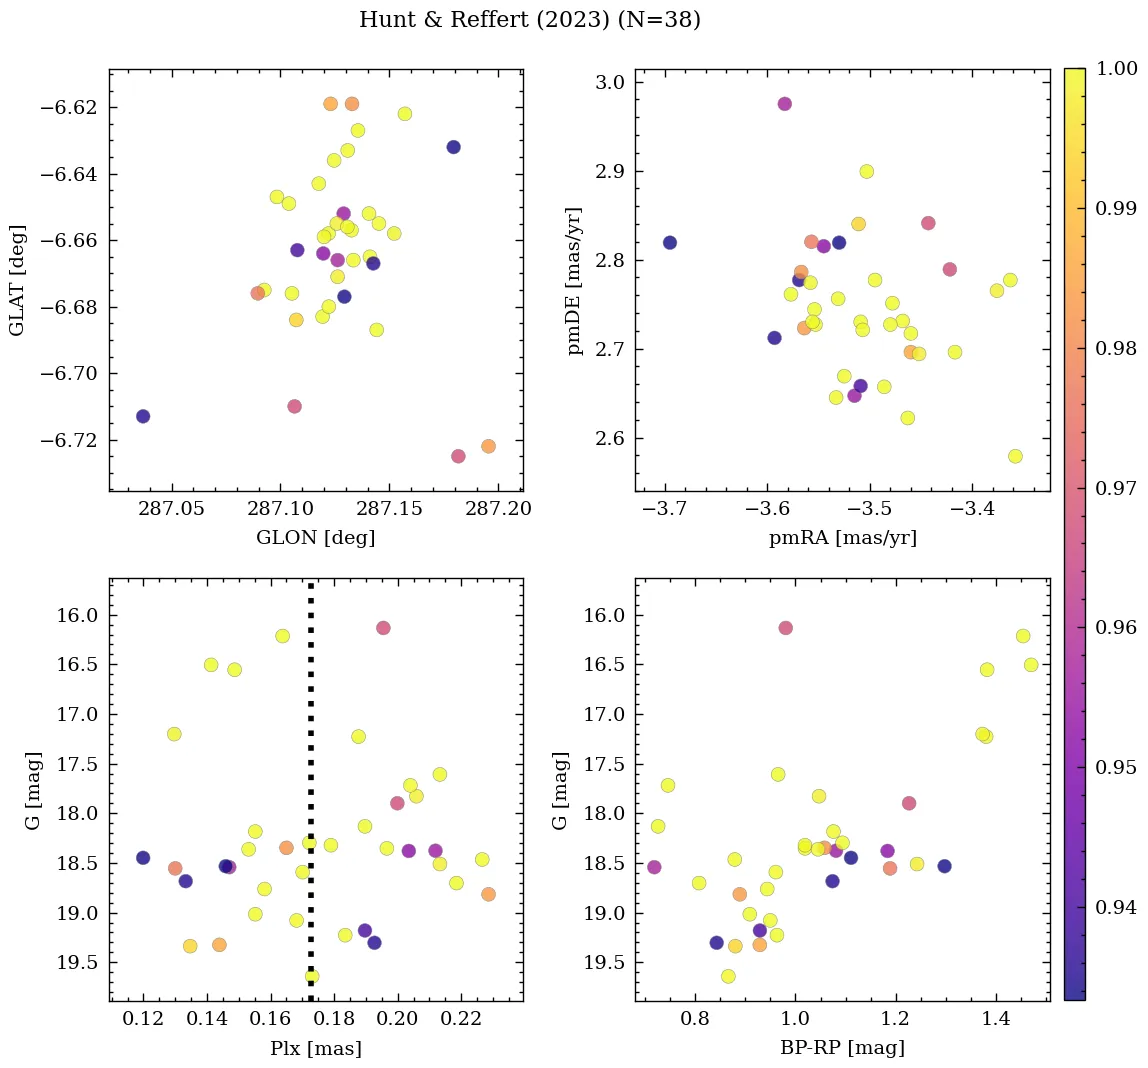 Hunt & Reffert (2023) (N=38)
−6.62
−6.64
−6.66
−6.68
−6.70
−6.72
GLAT [deg]
287.05 287.10 287.15 287.20
GLON [deg]
3.0
2.9
2.8
2.7
2.6
pmDE [mas/yr]
−3.7 −3.6 −3.5 −3.4
pmRA [mas/yr]
1.00
0.99
0.98
0.97
0.96
0.95
0.94
16.0
16.5
17.0
17.5
18.0
18.5
19.0
19.5
G [mag]
0.12 0.14 0.16 0.18 0.20 0.22
Plx [mas]
16.0
16.5
17.0
17.5
18.0
18.5
19.0
19.5
G [mag]
0.8 1.0 1.2 1.4
BP-RP [mag]